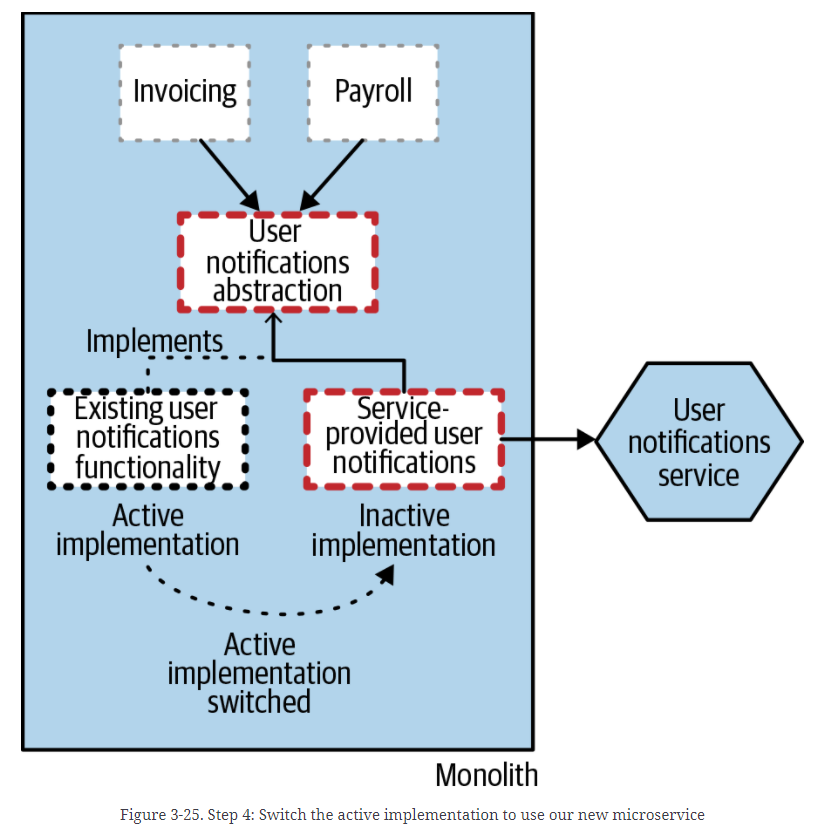 Invoicing
Payroll
User
notifications
abstraction
Implements
Existing user
notifications
functionality
Service-
provided user
notifications
User
notifications
service
Active
implementation
Inactive
implementation
Active
implementation
switched
Monolith
Figure 3-25. Step 4: Switch the active implementation to use our new microservice